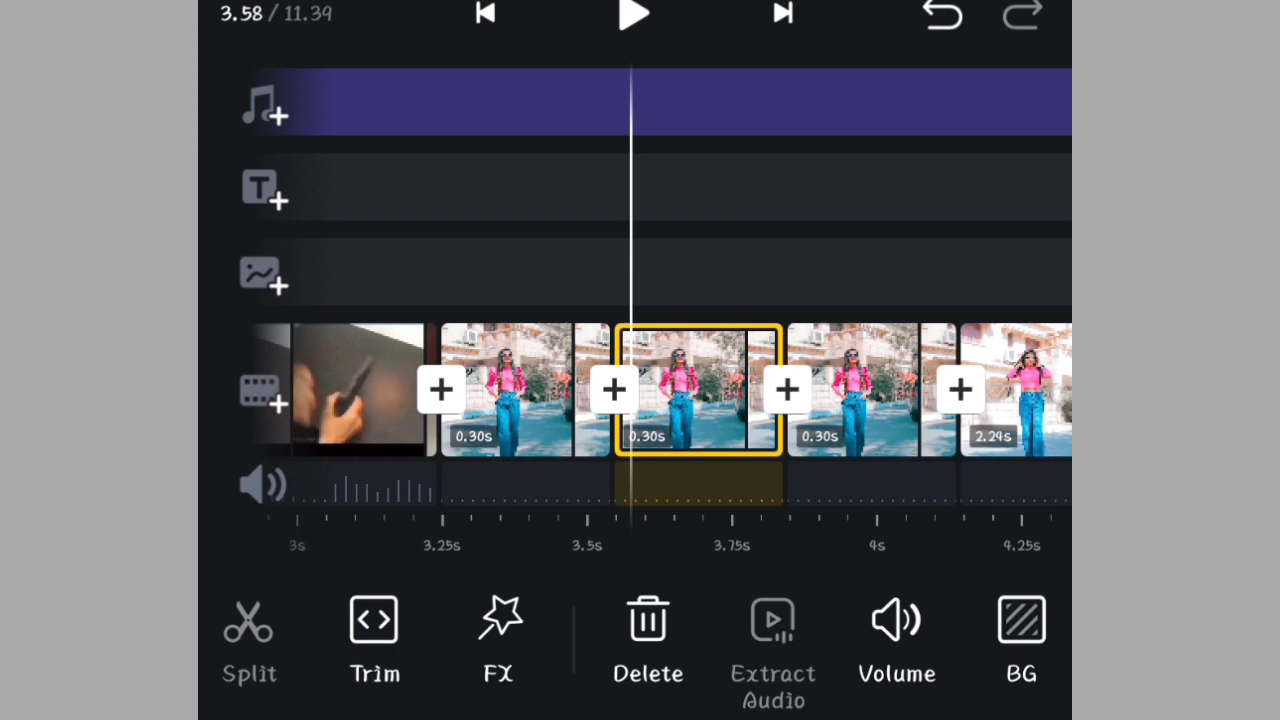 3.58 / 11.39
T
0.30s
0.30s
0.30s
2.24s
3s 3.25s 3.5s 3.75s 4s 4.25s
Split Trim FX Delete Extract Audio Volume BG